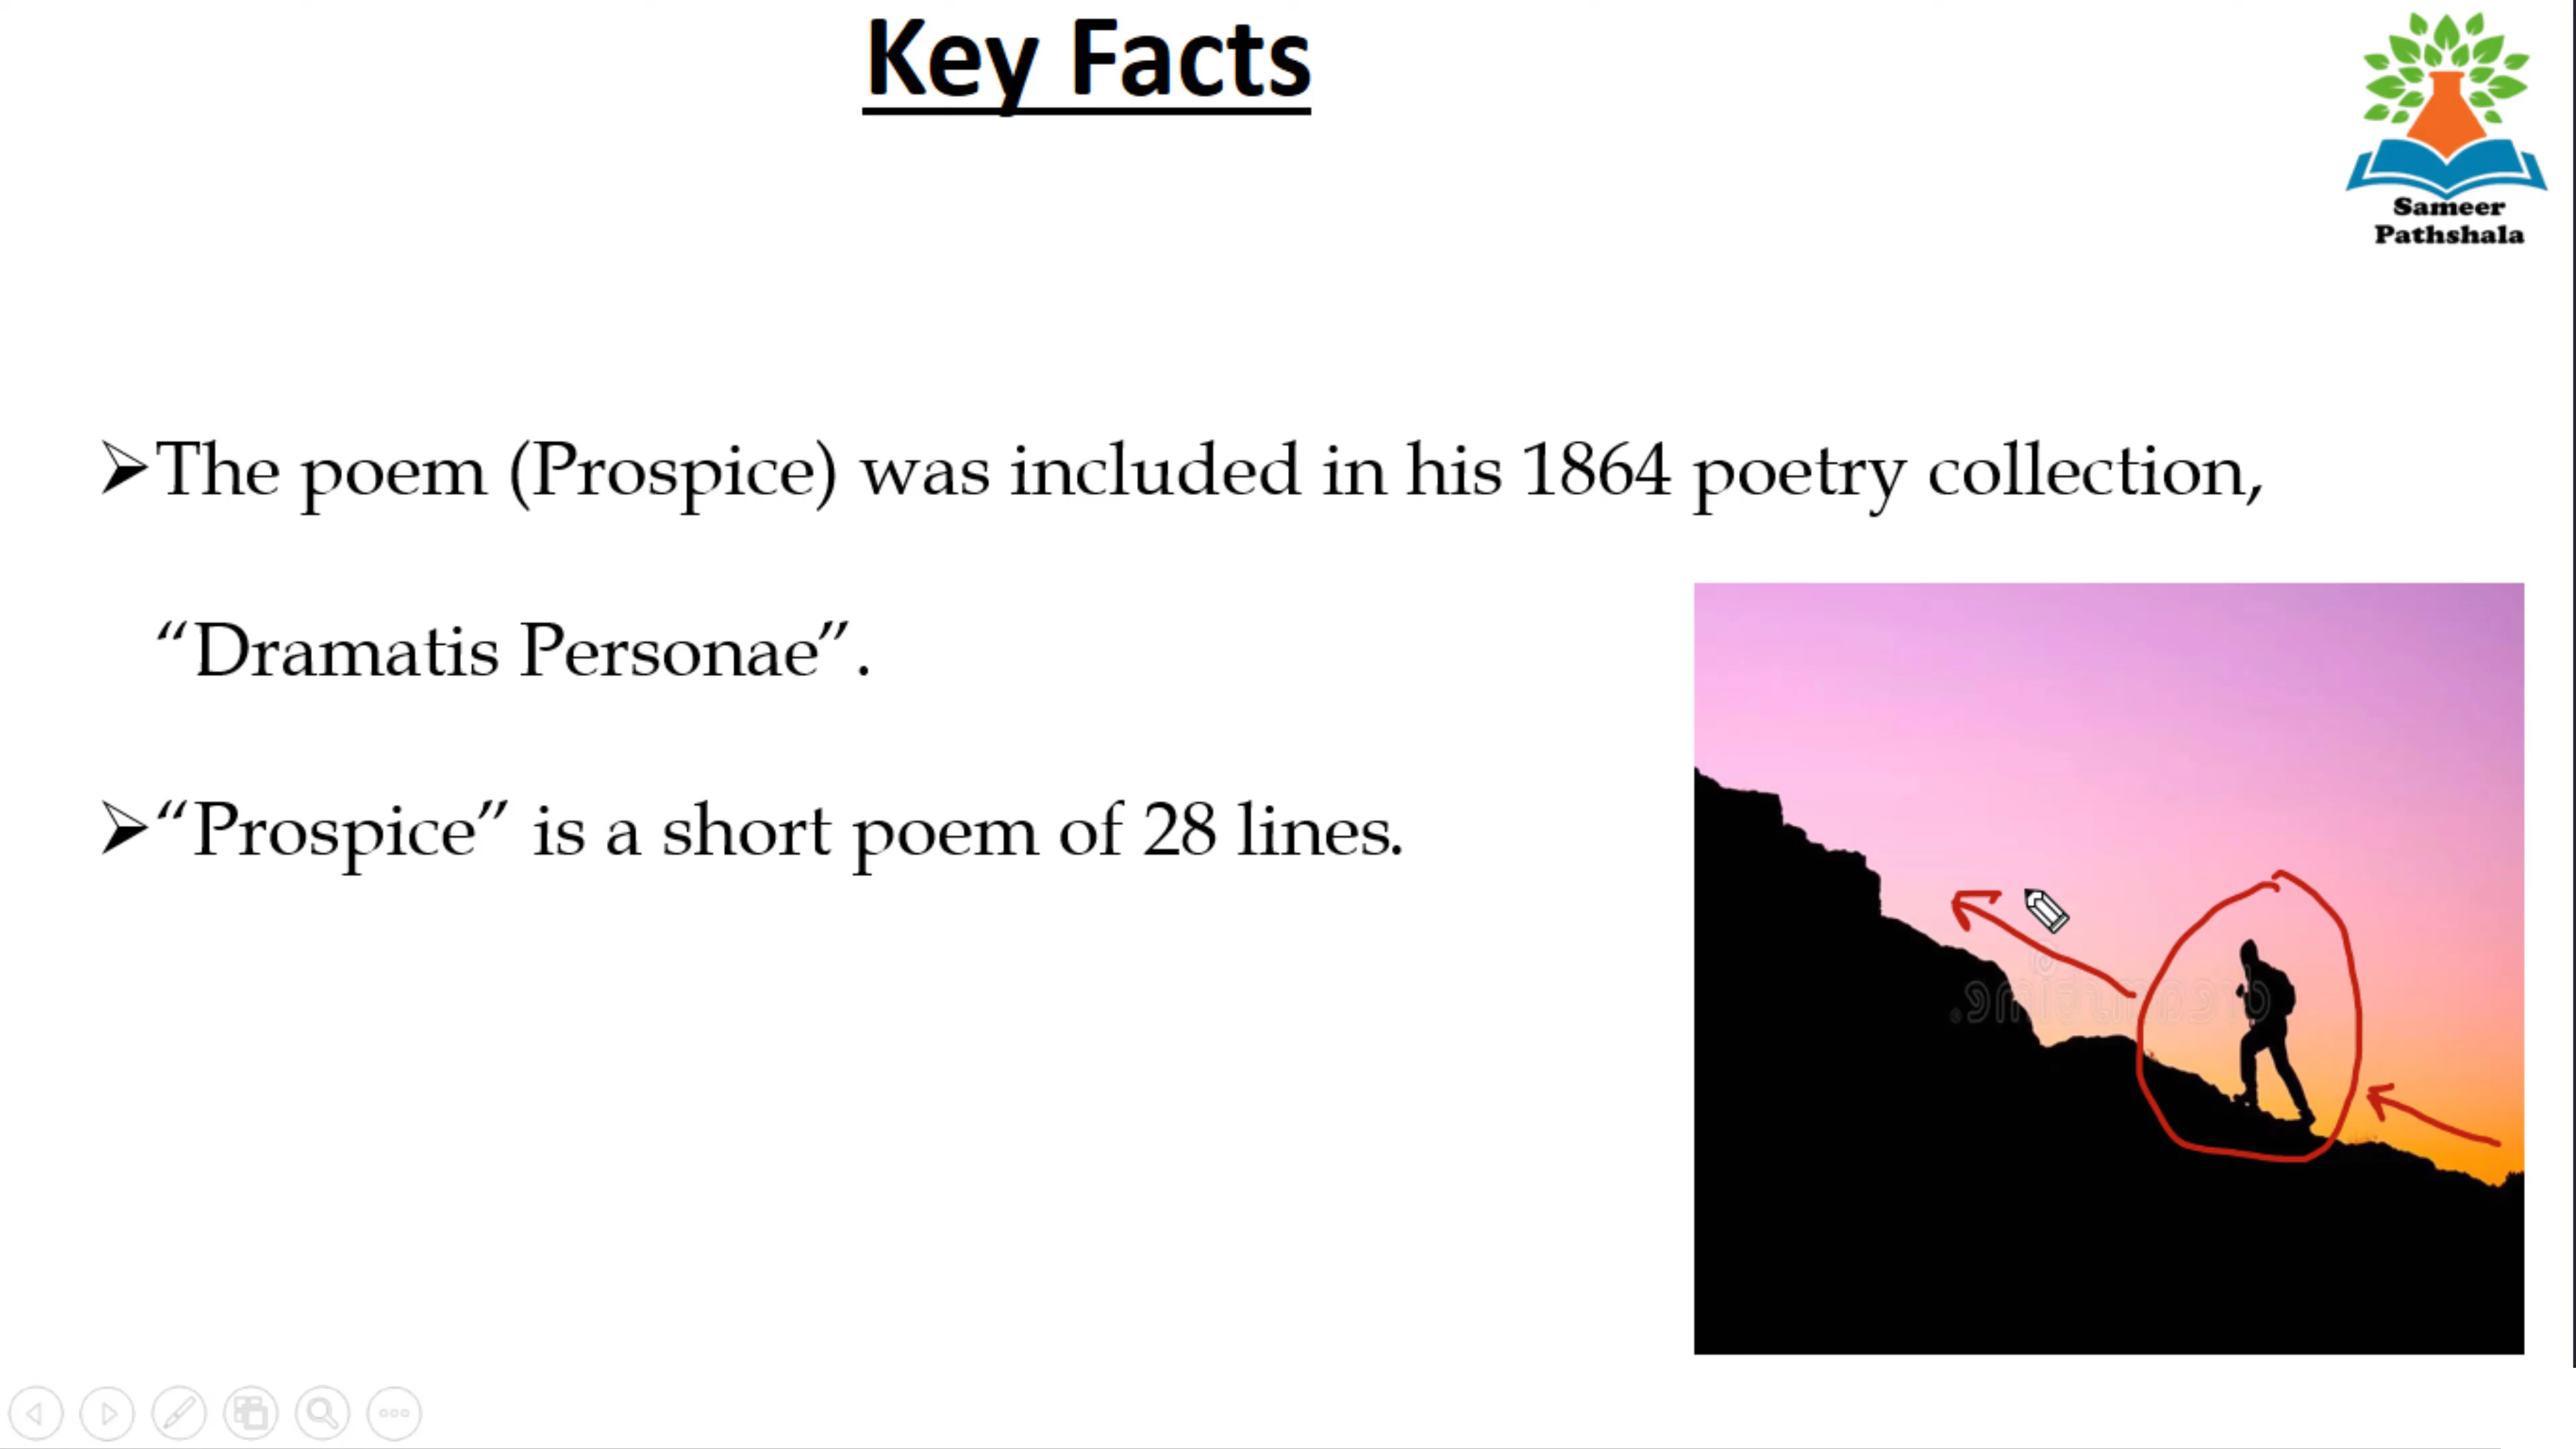 Key Facts
Sameer
Pathshala
➢The poem (Prospice) was included in his 1864 poetry collection,
“Dramatis Personae”.
➢“Prospice” is a short poem of 28 lines.